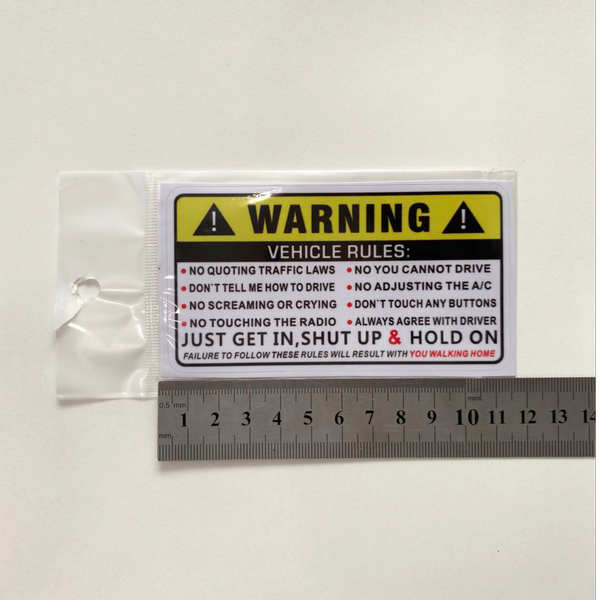 ! WARNING !
VEHICLE RULES:
• NO QUOTING TRAFFIC LAWS • NO YOU CANNOT DRIVE
• DON`T TELL ME HOW TO DRIVE • NO ADJUSTING THE A/C
• NO SCREAMING OR CRYING • DON`T TOUCH ANY BUTTONS
• NO TOUCHING THE RADIO • ALWAYS AGREE WITH DRIVER
JUST GET IN,SHUT UP & HOLD ON
FAILURE TO FOLLOW THESE RULES WILL RESULT WITH YOU WALKING HOME
0.5 mm mm
1 2 3 4 5 6 7 8 9 10 11 12 13 14
mm